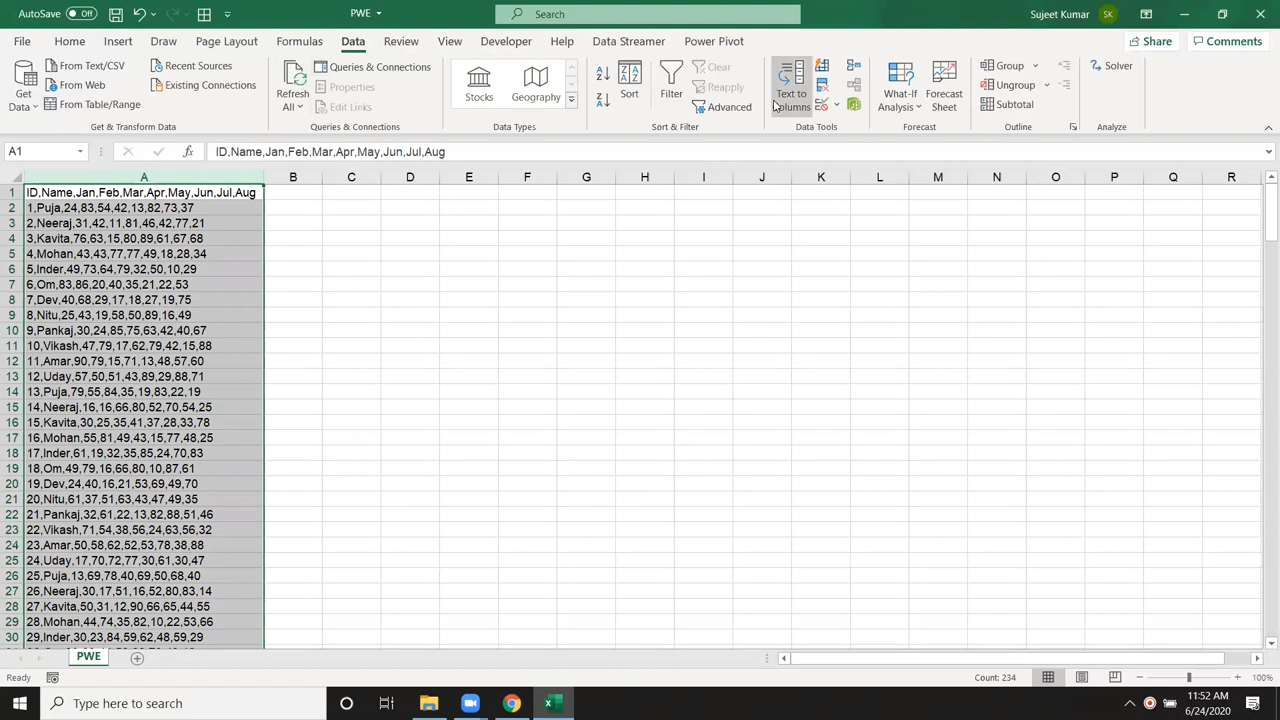 AutoSave Off PWE Search Sujeet Kumar SK
File Home Insert Draw Page Layout Formulas Data Review View Developer Help Data Streamer Power Pivot Share Comments
Get Data From Text/CSV Recent Sources Refresh All Queries & Connections Stocks Geography Sort Filter Clear Text to Columns What-If Analysis Forecast Sheet Group Solver
From Web Existing Connections Properties Reapply Ungroup
From Table/Range Edit Links Advanced Subtotal
Get & Transform Data Queries & Connections Data Types Sort & Filter Data Tools Forecast Outline Analyze
A1 fx ID,Name,Jan,Feb,Mar,Apr,May,Jun,Jul,Aug
A B C D E F G H I J K L M N O P Q R
1 ID,Name,Jan,Feb,Mar,Apr,May,Jun,Jul,Aug
2 1,Puja,24,83,54,42,13,82,73,37
3 2,Neeraj,31,42,11,81,46,42,77,21
4 3,Kavita,76,63,15,80,89,61,67,68
5 4,Mohan,43,43,77,77,49,18,28,34
6 5,Inder,49,73,64,79,32,50,10,29
7 6,Om,83,86,20,40,35,21,22,53
8 7,Dev,40,68,29,17,18,27,19,75
9 8,Nitu,25,43,19,58,50,89,16,49
10 9,Pankaj,30,24,85,75,63,42,40,67
11 10,Vikash,47,79,17,62,79,42,15,88
12 11,Amar,90,79,15,71,13,48,57,60
13 12,Uday,57,50,51,43,89,29,88,71
14 13,Puja,79,55,84,35,19,83,22,19
15 14,Neeraj,16,16,66,80,52,70,54,25
16 15,Kavita,30,25,35,41,37,28,33,78
17 16,Mohan,55,81,49,43,15,77,48,25
18 17,Inder,61,19,32,35,85,24,70,83
19 18,Om,49,79,16,66,80,10,87,61
20 19,Dev,24,40,16,21,53,69,49,70
21 20,Nitu,61,37,51,63,43,47,49,35
22 21,Pankaj,32,61,22,13,82,88,51,46
23 22,Vikash,71,54,38,56,24,63,56,32
24 23,Amar,50,58,62,52,53,78,38,88
25 24,Uday,17,70,72,77,30,61,30,47
26 25,Puja,13,69,78,40,69,50,68,40
27 26,Neeraj,30,17,51,16,52,80,83,14
28 27,Kavita,50,31,12,90,66,65,44,55
29 28,Mohan,44,74,35,82,10,22,53,66
30 29,Inder,30,23,84,59,62,48,59,29
PWE
Ready Count: 234 100%
Type here to search 11:52 AM
6/24/2020